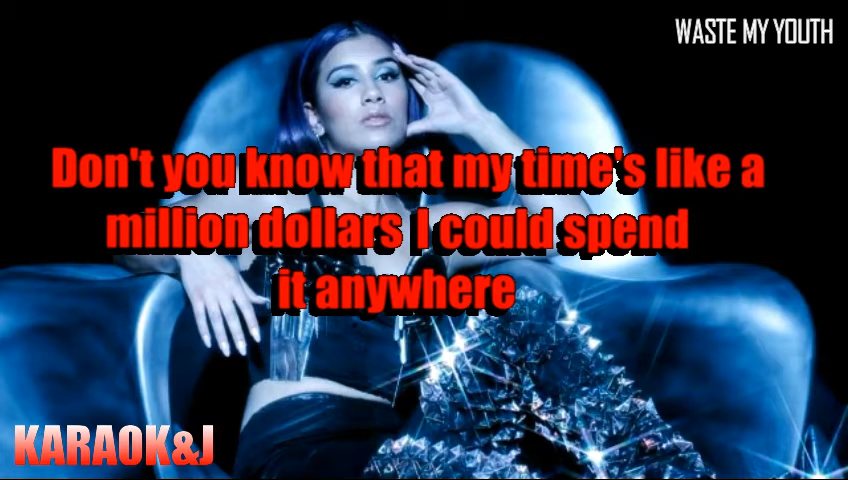 WASTE MY YOUTH
Don't you know that my time's like a
million dollars I could spend
it anywhere
KARAOK&J